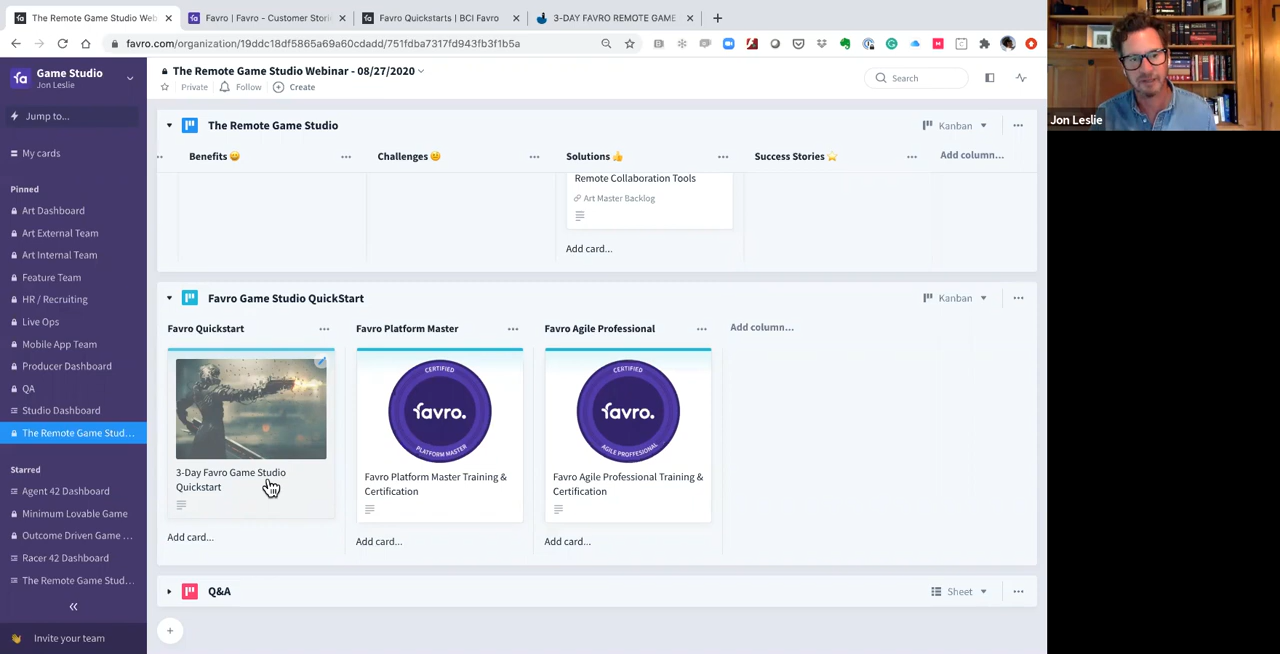 The Remote Game Studio Web
Favro | Favro - Customer Stori
Favro Quickstarts | BCI Favro
3-DAY FAVRO REMOTE GAME
favro.com/organization/19ddc18df5865a69a60cdadd/751fdba7317fd943fb3f1b5a
Game Studio
Jon Leslie
Jump to...
My cards
Pinned
Art Dashboard
Art External Team
Art Internal Team
Feature Team
HR / Recruiting
Live Ops
Mobile App Team
Producer Dashboard
QA
Studio Dashboard
The Remote Game Stud...
Starred
Agent 42 Dashboard
Minimum Lovable Game
Outcome Driven Game ...
Racer 42 Dashboard
The Remote Game Stud...
Invite your team
The Remote Game Studio Webinar - 08/27/2020
Private
Follow
Create
Search
The Remote Game Studio
Kanban
Benefits
Challenges
Solutions
Success Stories
Add column...
Remote Collaboration Tools
Art Master Backlog
Add card...
Favro Game Studio QuickStart
Kanban
Favro Quickstart
Favro Platform Master
Favro Agile Professional
Add column...
3-Day Favro Game Studio
Quickstart
Add card...
CERTIFIED
favro.
PLATFORM MASTER
Favro Platform Master Training &
Certification
Add card...
CERTIFIED
favro.
AGILE PROFESSIONAL
Favro Agile Professional Training &
Certification
Add card...
Q&A
Sheet
Jon Leslie